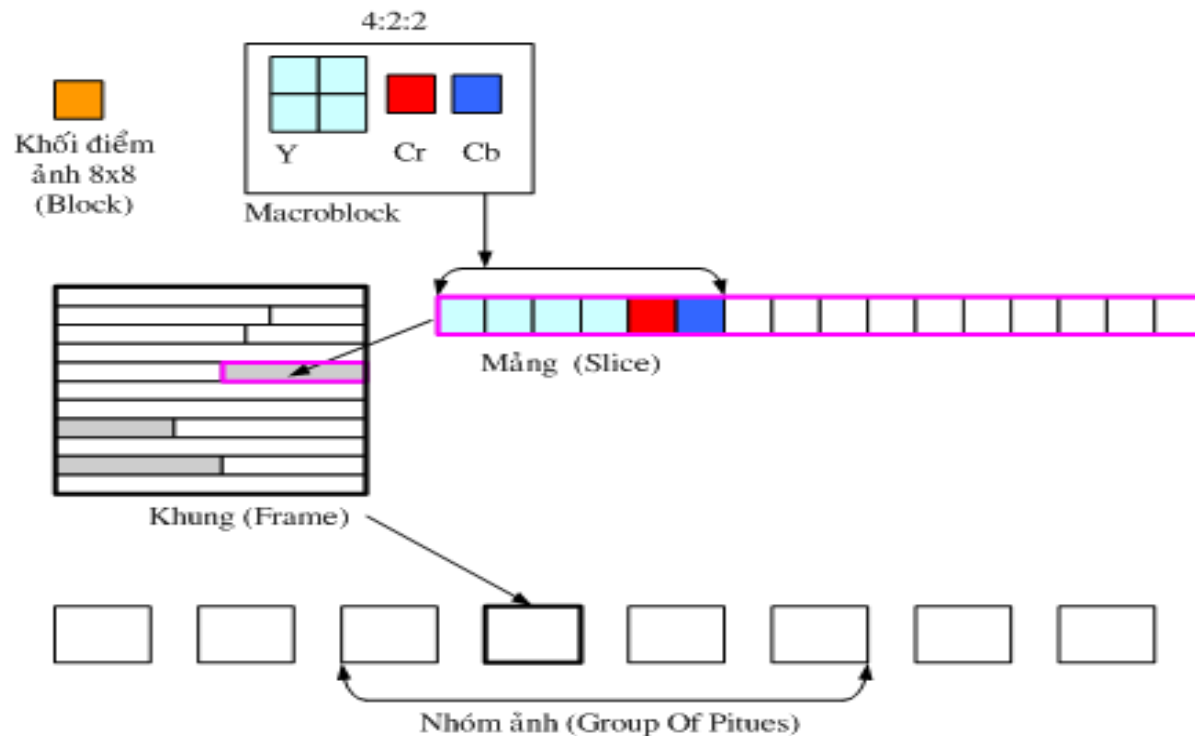 4:2:2
Khối điểm
ảnh 8x8
(Block)
Y
Cr
Cb
Macroblock
Mảng (Slice)
Khung (Frame)
Nhóm ảnh (Group Of Pitues)